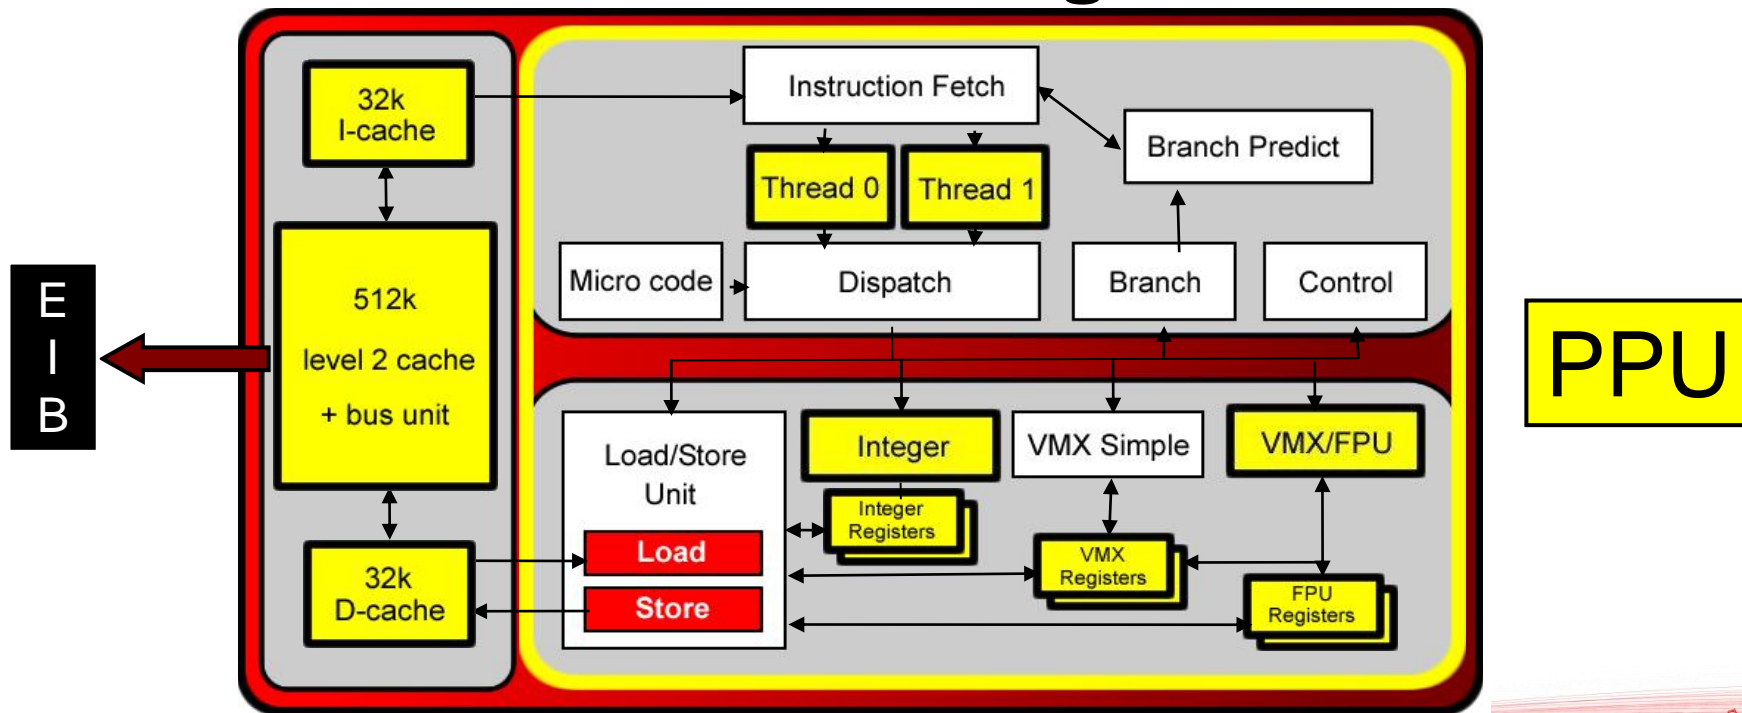 32k
I-cache
512k
level 2 cache
+ bus unit
32k
D-cache
E
I
B
Instruction Fetch
Branch Predict
Thread 0
Thread 1
Micro code
Dispatch
Branch
Control
Load/Store
Unit
Load
Store
Integer
Integer
Registers
VMX Simple
VMX
Registers
VMX/FPU
FPU
Registers
PPU